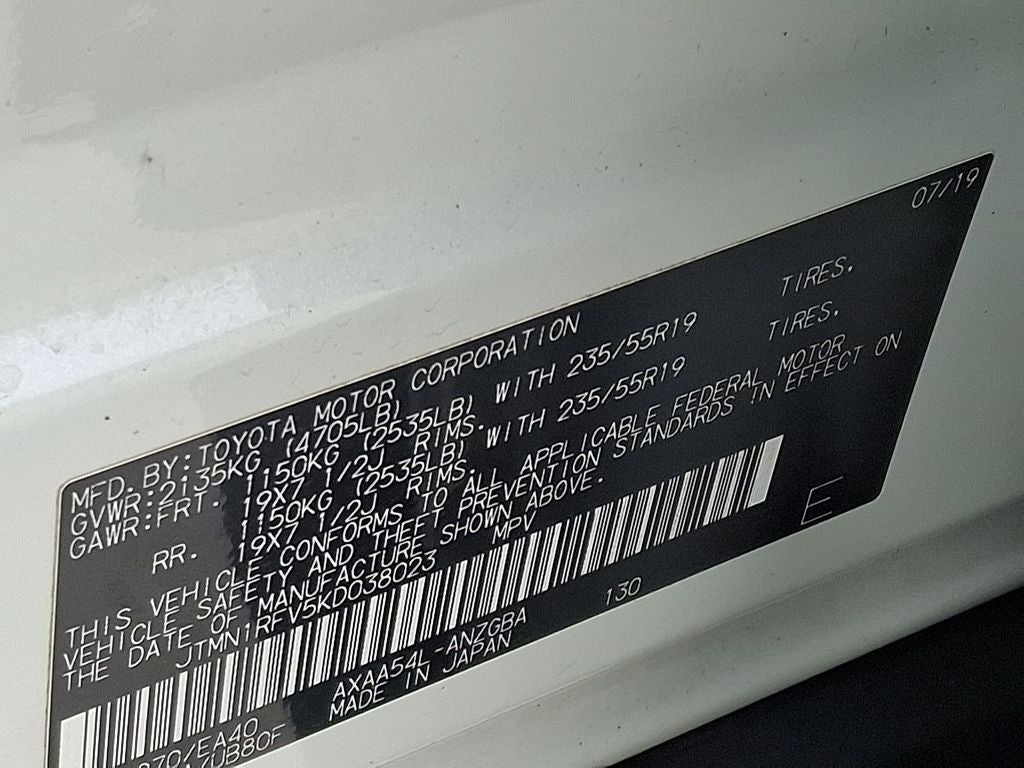 07/19
MFD. BY: TOYOTA MOTOR CORPORATION
GVWR: 2135KG (4705LB)
GAWR: FRT. 1150KG (2535LB) WITH 235/55R19 TIRES.
19X7 1/2J RIMS.
RR. 1150KG (2535LB) WITH 235/55R19 TIRES.
19X7 1/2J RIMS.
THIS VEHICLE CONFORMS TO ALL APPLICABLE FEDERAL MOTOR
VEHICLE SAFETY AND THEFT PREVENTION STANDARDS IN EFFECT ON
THE DATE OF MANUFACTURE SHOWN ABOVE.
JTMN1RFV5KD038023 MPV
E
130
AXAA54L-ANZGBA
MADE IN JAPAN
070/EA40
UB80F